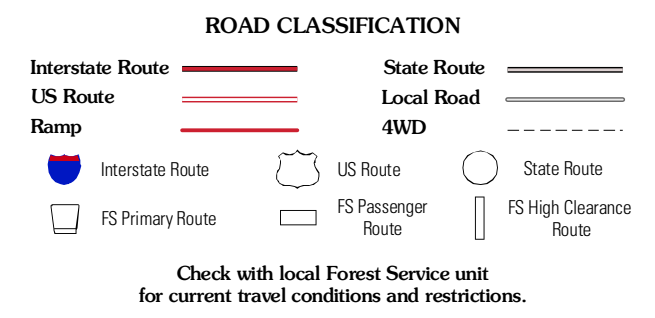 ROAD CLASSIFICATION
Interstate Route
State Route
US Route
Local Road
Ramp
4WD
Interstate Route
US Route
State Route
FS Primary Route
FS Passenger
Route
FS High Clearance
Route
Check with local Forest Service unit
for current travel conditions and restrictions.